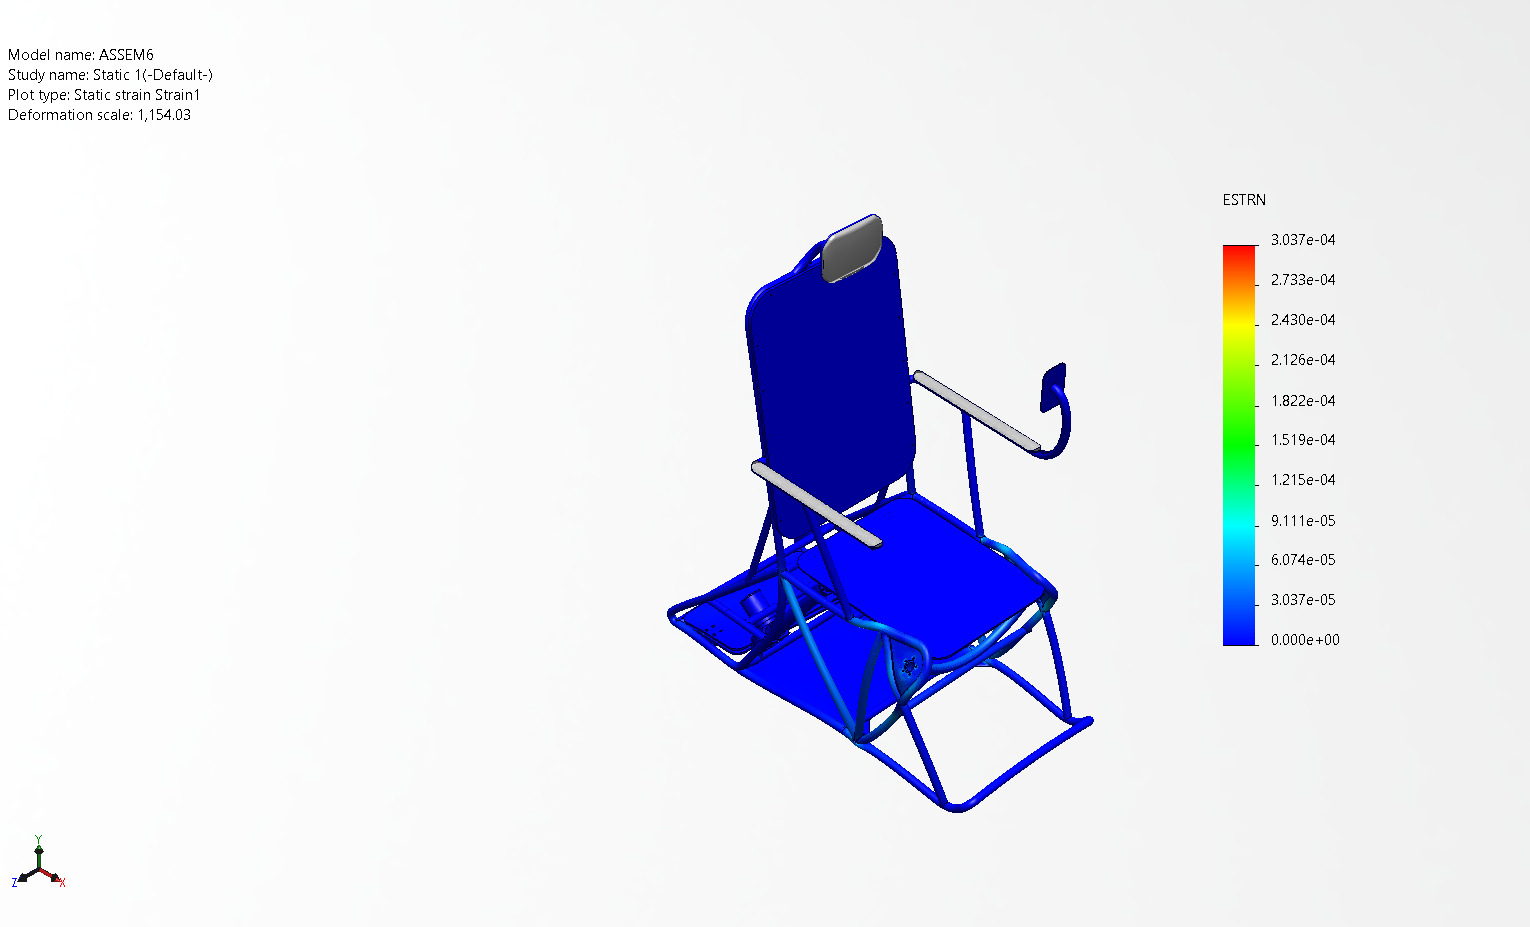 Model name: ASSEM6
Study name: Static 1(-Default-)
Plot type: Static strain Strain1
Deformation scale: 1,154.03
ESTRN
3.037e-04
2.733e-04
2.430e-04
2.126e-04
1.822e-04
1.519e-04
1.215e-04
9.111e-05
6.074e-05
3.037e-05
0.000e+00
Y
Z
X